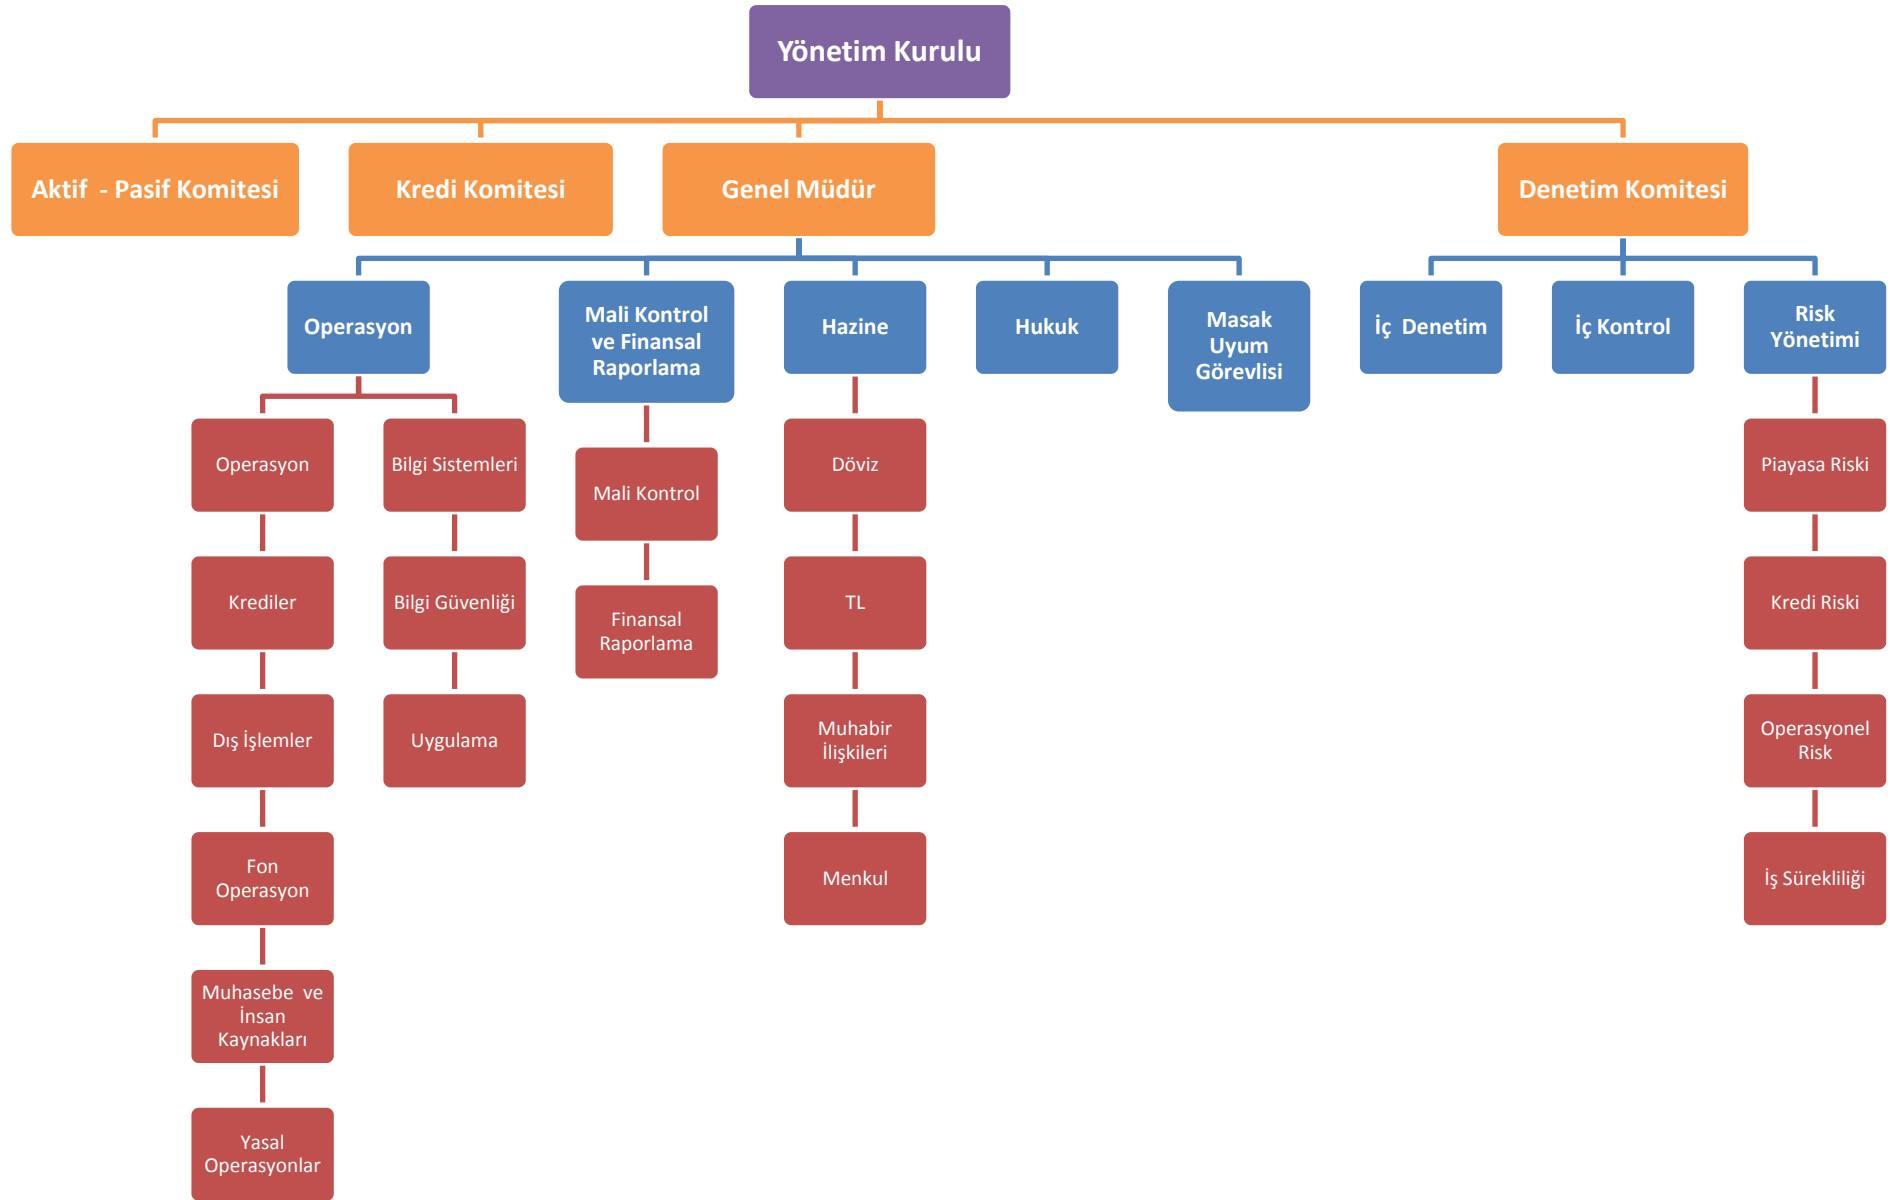 Yönetim Kurulu
Aktif - Pasif Komitesi
Kredi Komitesi
Genel Müdür
Denetim Komitesi
Operasyon
Mali Kontrol
ve Finansal
Raporlama
Hazine
Hukuk
Masak
Uyum
Görevlisi
İç Denetim
İç Kontrol
Risk
Yönetimi
Operasyon
Krediler
Dış İşlemler
Fon
Operasyon
Muhasebe ve
İnsan
Kaynakları
Yasal
Operasyonlar
Bilgi Sistemleri
Bilgi Güvenliği
Uygulama
Mali Kontrol
Finansal
Raporlama
Döviz
TL
Muhabir
İlişkileri
Menkul
Piayasa Riski
Kredi Riski
Operasyonel
Risk
İş Sürekliliği